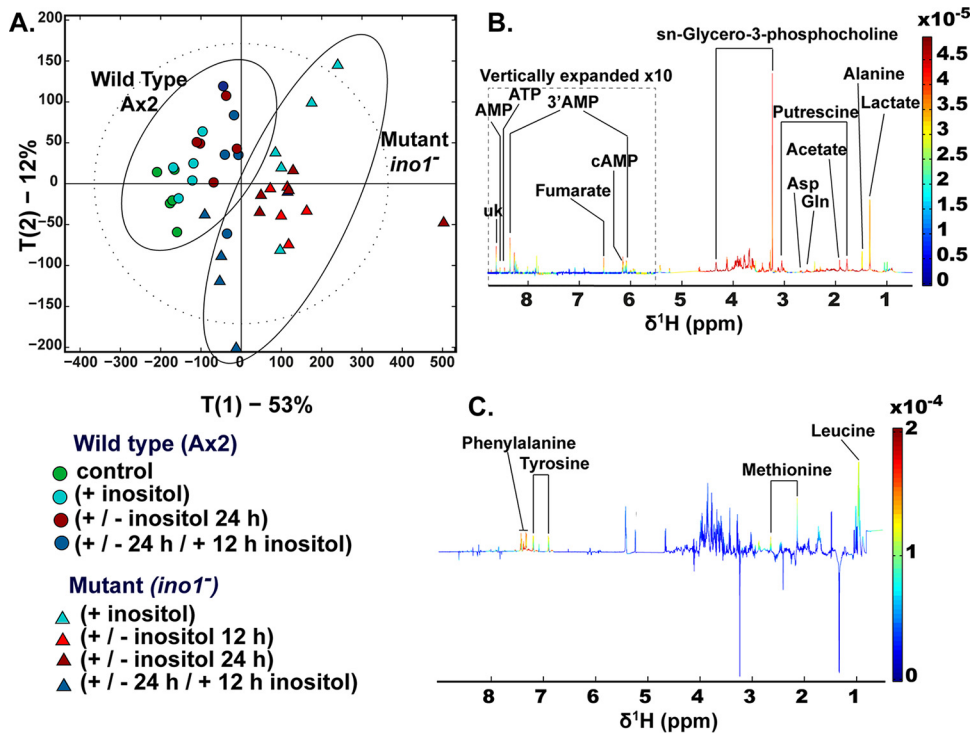 A.
Wild Type
Ax2
Mutant
ino1⁻
T(2) − 12%
200
150
100
50
0
−50
−100
−150
−200
−400 −300 −200 −100 0 100 200 300 400 500
T(1) − 53%
Wild type (Ax2)
control
(+ inositol)
(+ / - inositol 24 h)
(+ / - 24 h / + 12 h inositol)
Mutant (ino1⁻)
(+ inositol)
(+ / - inositol 12 h)
(+ / - inositol 24 h)
(+ / - 24 h / + 12 h inositol)
B.
sn-Glycero-3-phosphocholine
Vertically expanded x10
ATP
AMP
3’AMP
Alanine
Lactate
Putrescine
Acetate
cAMP
Fumarate
Asp
Gln
uk
8 7 6 5 4 3 2 1
δ¹H (ppm)
x10⁻⁵
5
4.5
4
3.5
3
2.5
2
1.5
1
0.5
0
C.
Phenylalanine
Tyrosine
Methionine
Leucine
8 7 6 5 4 3 2 1
δ¹H (ppm)
x10⁻⁴
2
1
0